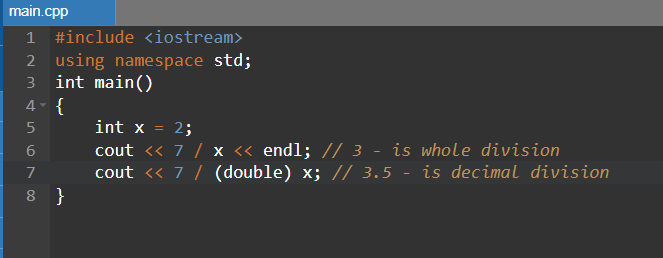 main.cpp
1 #include <iostream>
2 using namespace std;
3 int main()
4 {
5     int x = 2;
6     cout << 7 / x << endl; // 3 - is whole division
7     cout << 7 / (double) x; // 3.5 - is decimal division
8 }